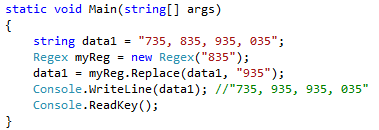 static void Main(string[] args)
{
    string data1 = "735, 835, 935, 035";
    Regex myReg = new Regex("835");
    data1 = myReg.Replace(data1, "935");
    Console.WriteLine(data1); //"735, 935, 935, 035"
    Console.ReadKey();
}